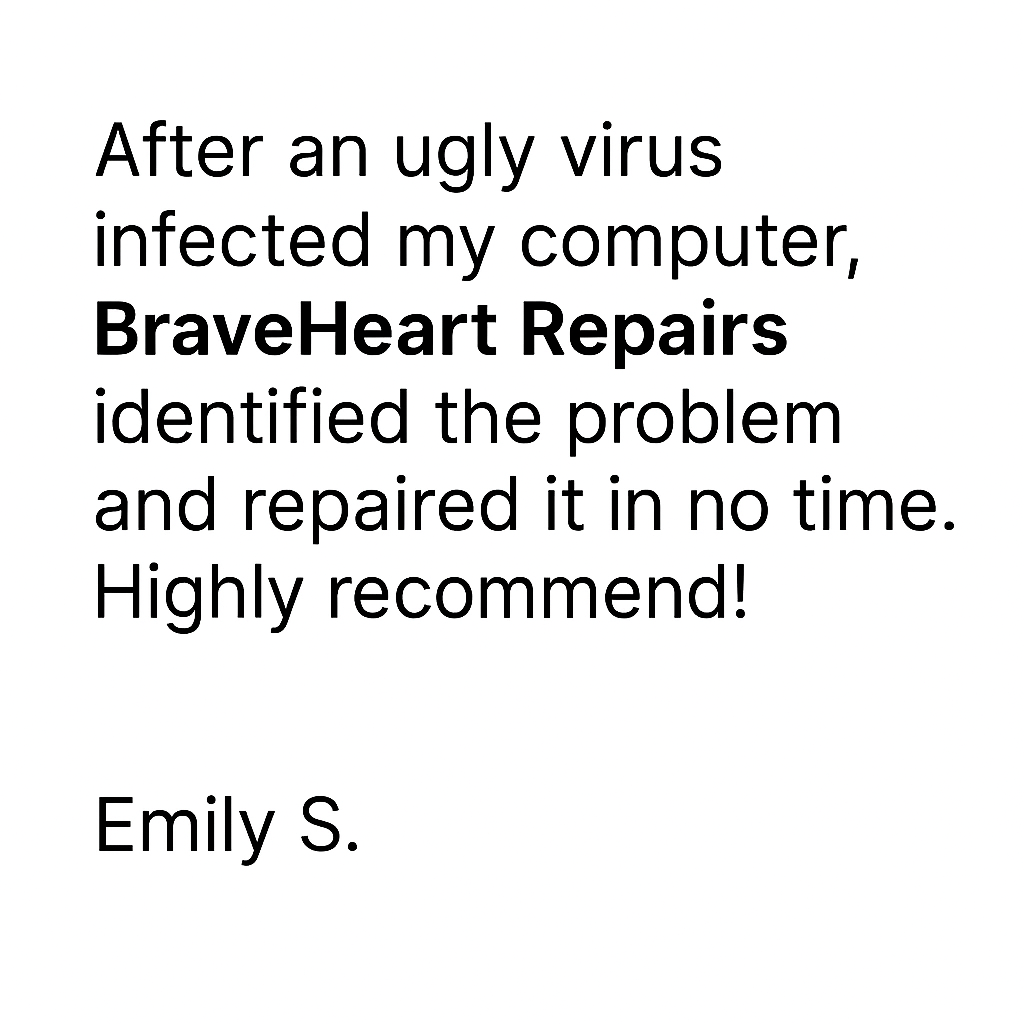 After an ugly virus
infected my computer,
BraveHeart Repairs
identified the problem
and repaired it in no time.
Highly recommend!
Emily S.